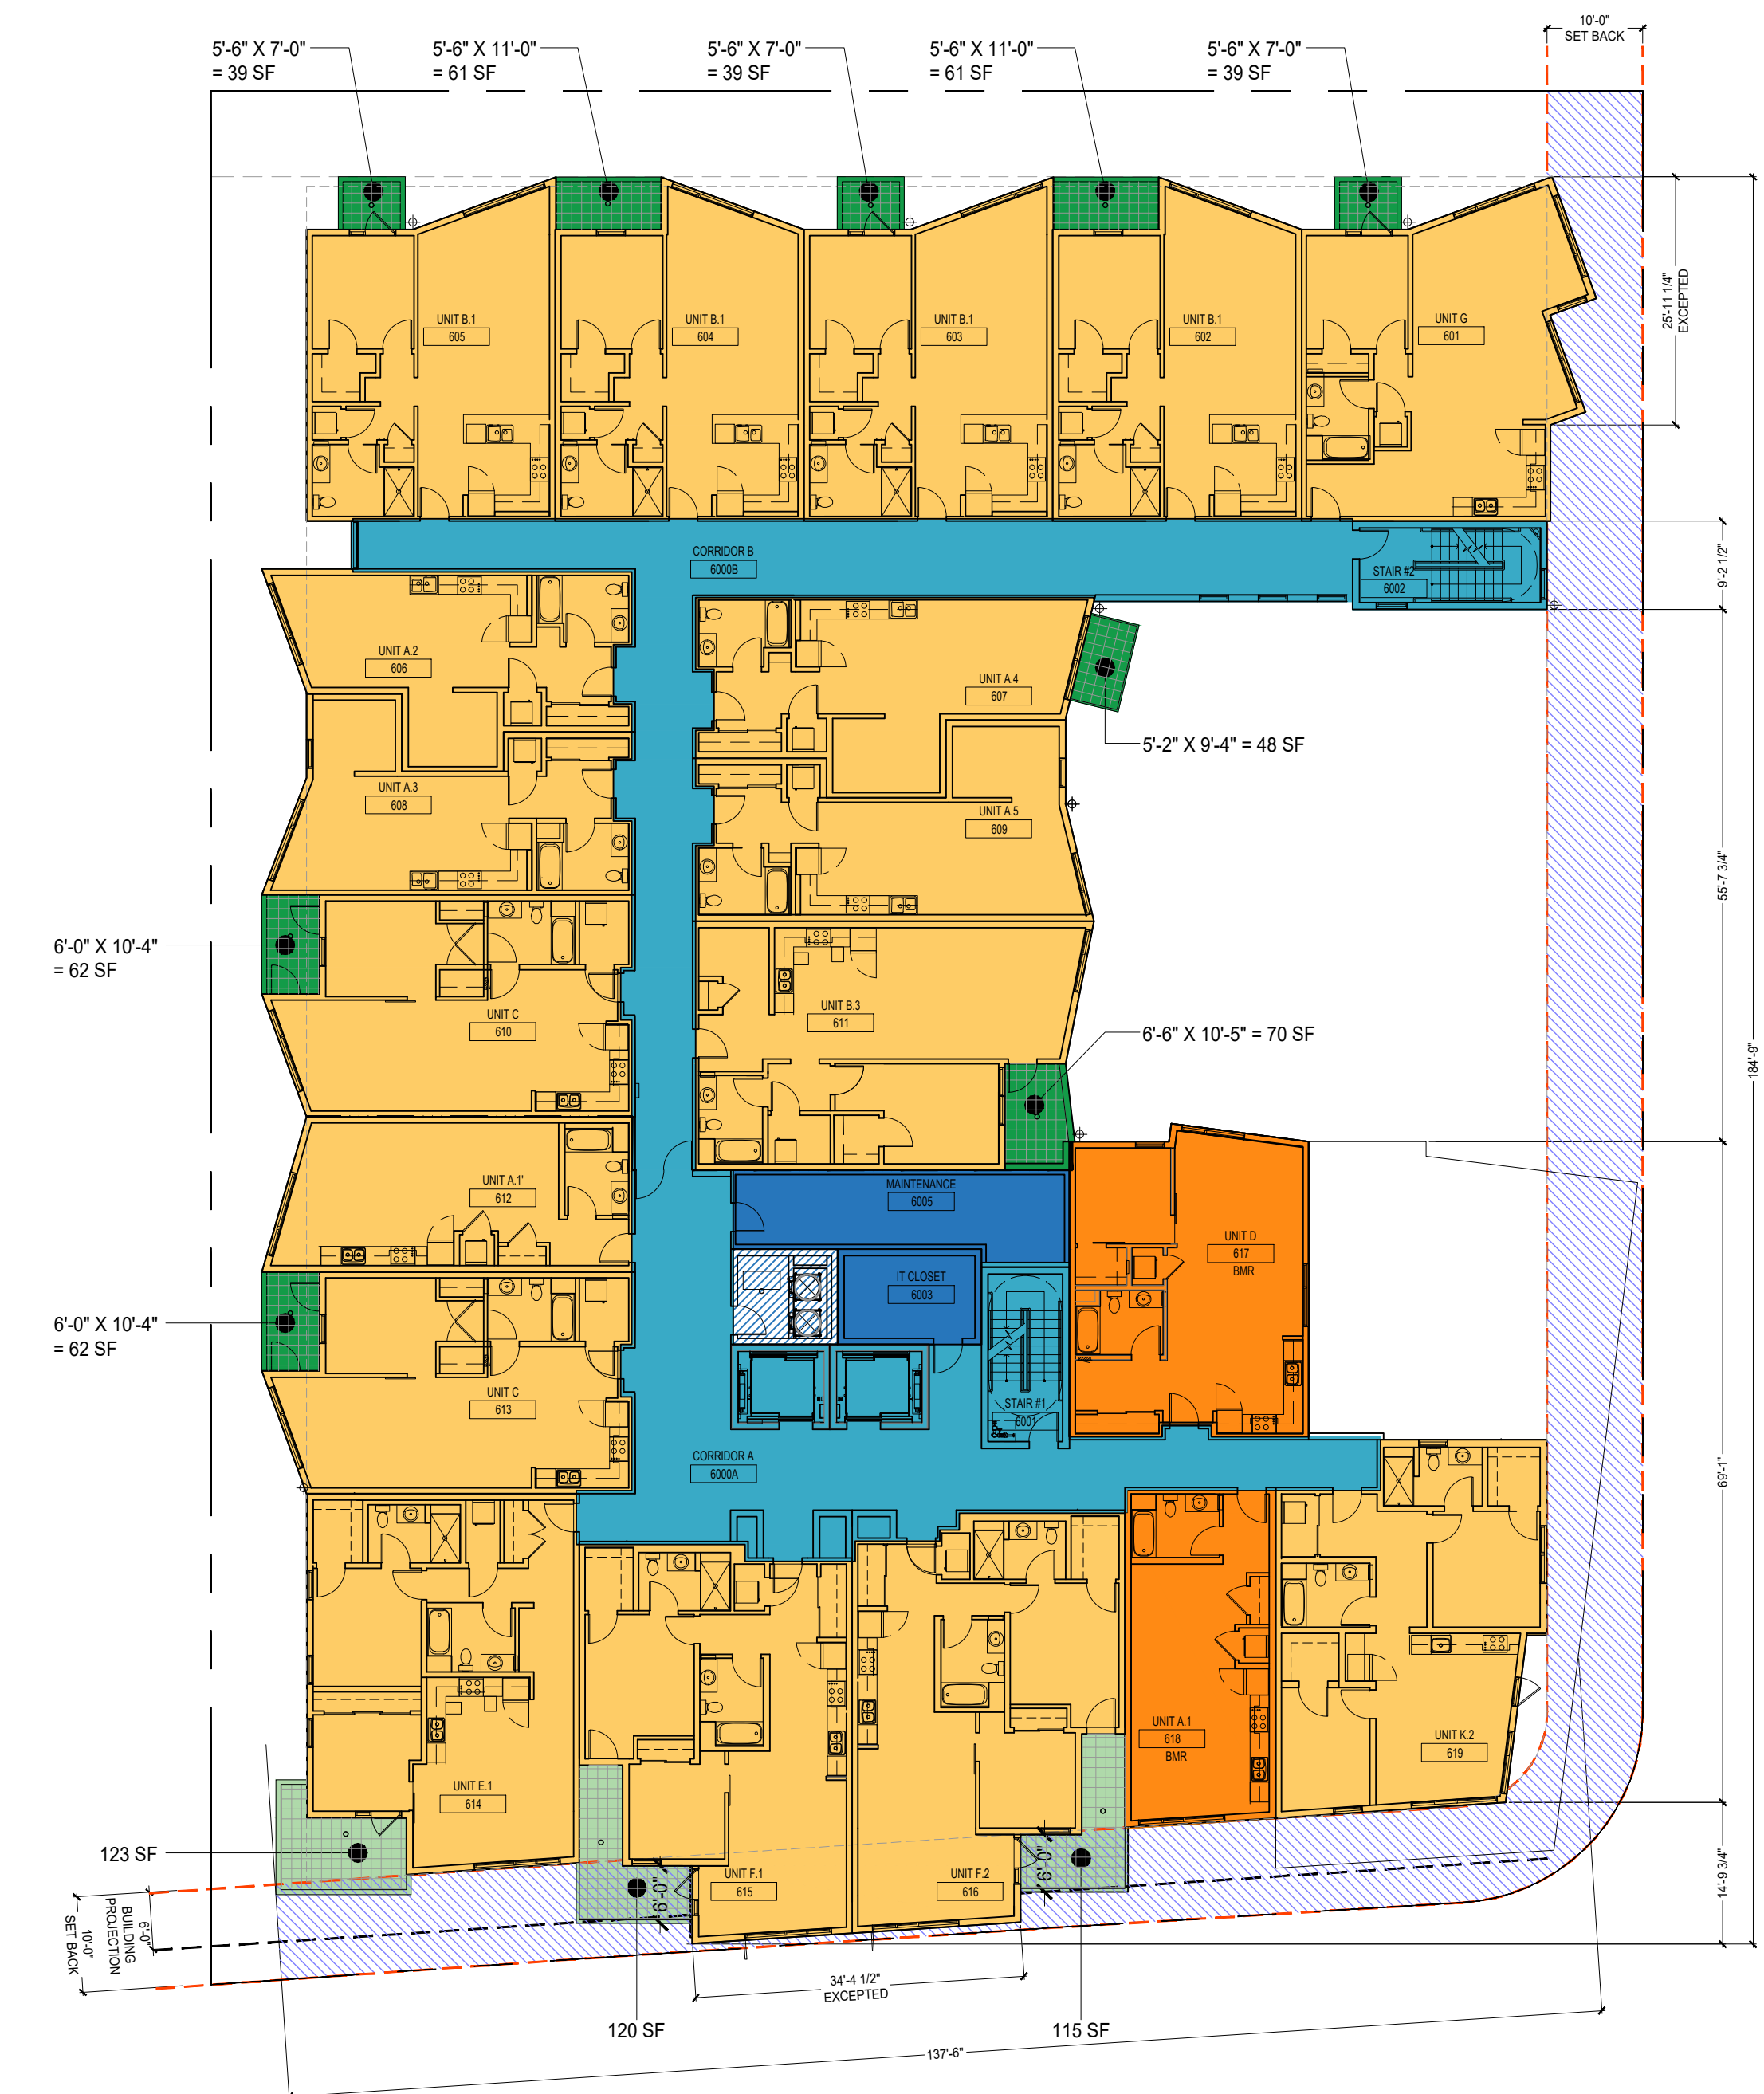 10'-0"
SET BACK
5'-6" X 7'-0"
= 39 SF
5'-6" X 11'-0"
= 61 SF
5'-6" X 7'-0"
= 39 SF
5'-6" X 11'-0"
= 61 SF
5'-6" X 7'-0"
= 39 SF
25'-11 1/4"
EXCEPTED
UNIT B.1
605
UNIT B.1
604
UNIT B.1
603
UNIT B.1
602
UNIT G
601
CORRIDOR B
6000B
STAIR #2
6002
9'-2 1/2"
UNIT A.2
606
UNIT A.4
607
5'-2" X 9'-4" = 48 SF
UNIT A.3
608
UNIT A.5
609
55'-7 3/4"
6'-0" X 10'-4"
= 62 SF
UNIT C
610
UNIT B.3
611
6'-6" X 10'-5" = 70 SF
184'-9"
UNIT A.1'
612
MAINTENANCE
6005
UNIT D
617
BMR
IT CLOSET
6003
6'-0" X 10'-4"
= 62 SF
UNIT C
613
STAIR #1
6001
CORRIDOR A
6000A
69'-1"
UNIT A.1
618
BMR
UNIT K.2
619
UNIT E.1
614
123 SF
UNIT F.1
615
UNIT F.2
616
6'-0"
6'-0"
14'-9 3/4"
6'-0"
BUILDING
PROJECTION
10'-0"
SET BACK
34'-4 1/2"
EXCEPTED
120 SF
115 SF
137'-6"